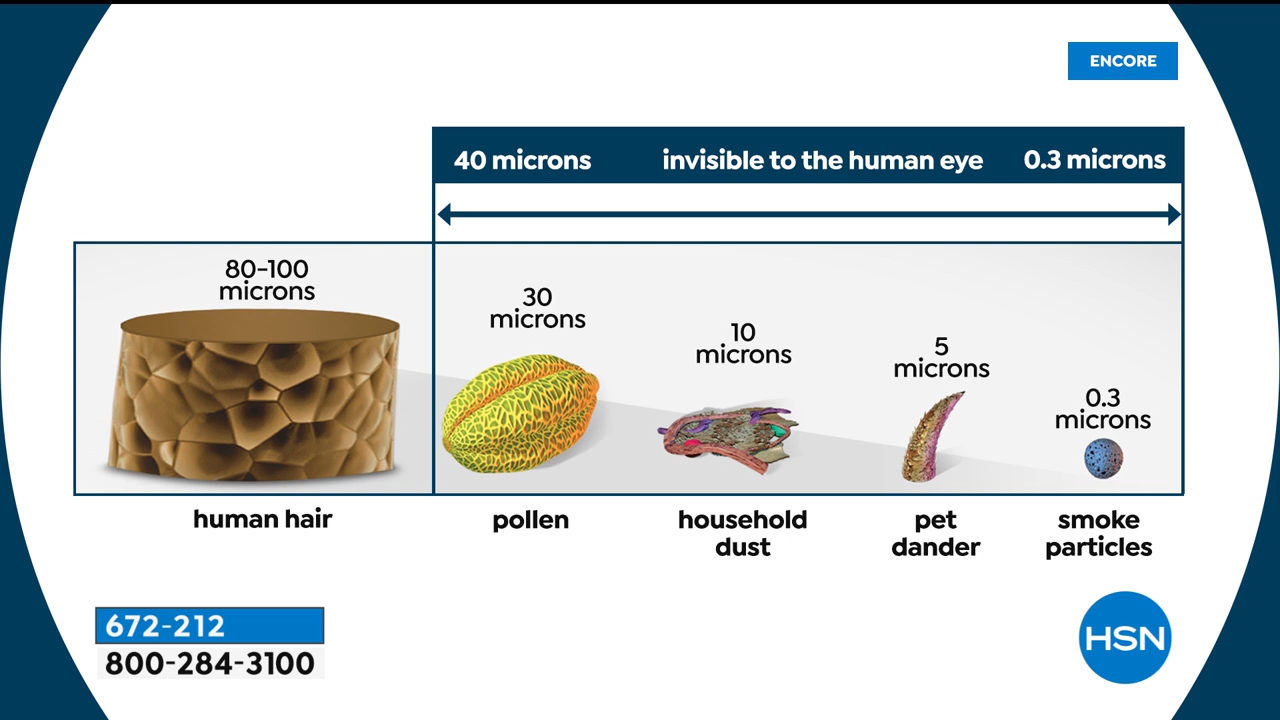 ENCORE
40 microns invisible to the human eye 0.3 microns
80-100
microns
30
microns
10
microns
5
microns
0.3
microns
human hair
pollen
household
dust
pet
dander
smoke
particles
672-212
800-284-3100
HSN